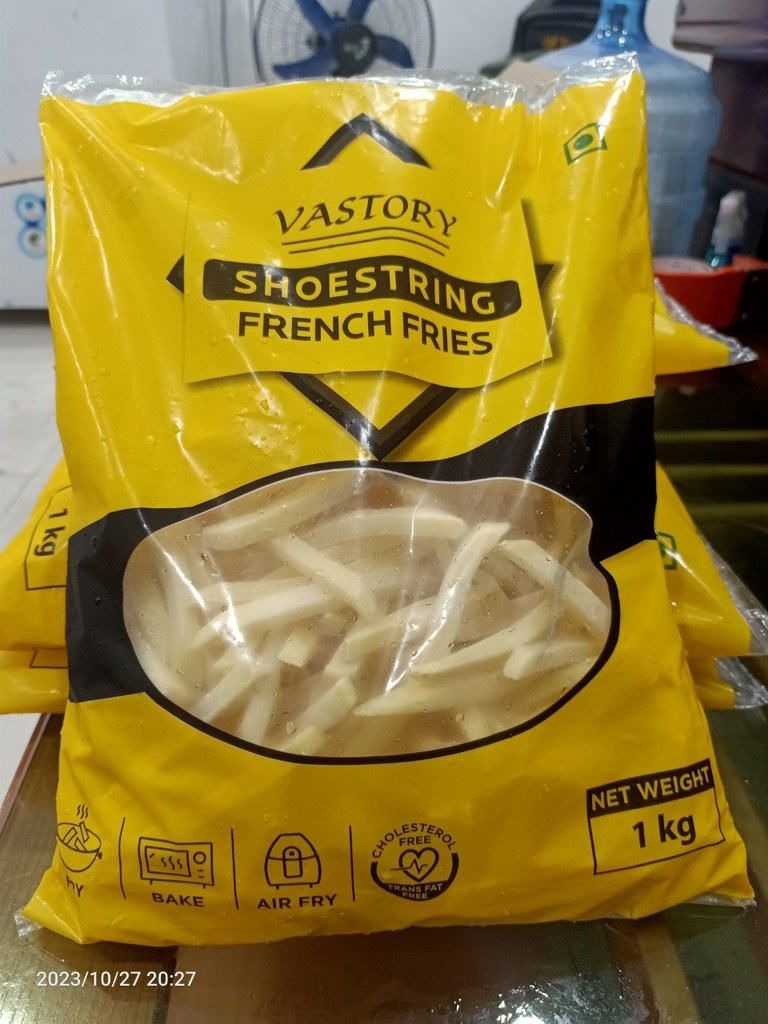 VASTORY
SHOESTRING
FRENCH FRIES
1 kg
NET WEIGHT
1 kg
BAKE
AIR FRY
CHOLESTEROL
FREE
TRANS FAT
FREE
2023/10/27 20:27